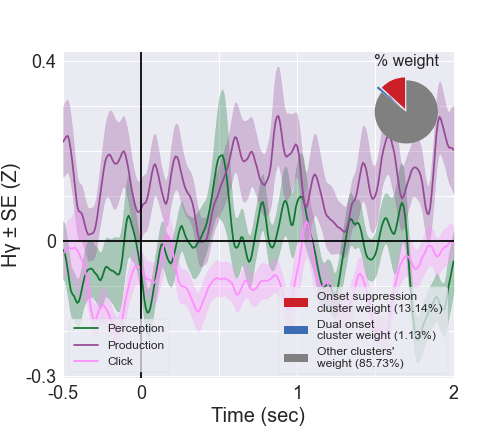 % weight
0.4
0
-0.3
Hγ ± SE (Z)
Perception
Production
Click
Onset suppression
cluster weight (13.14%)
Dual onset
cluster weight (1.13%)
Other clusters'
weight (85.73%)
-0.5
0
1
2
Time (sec)